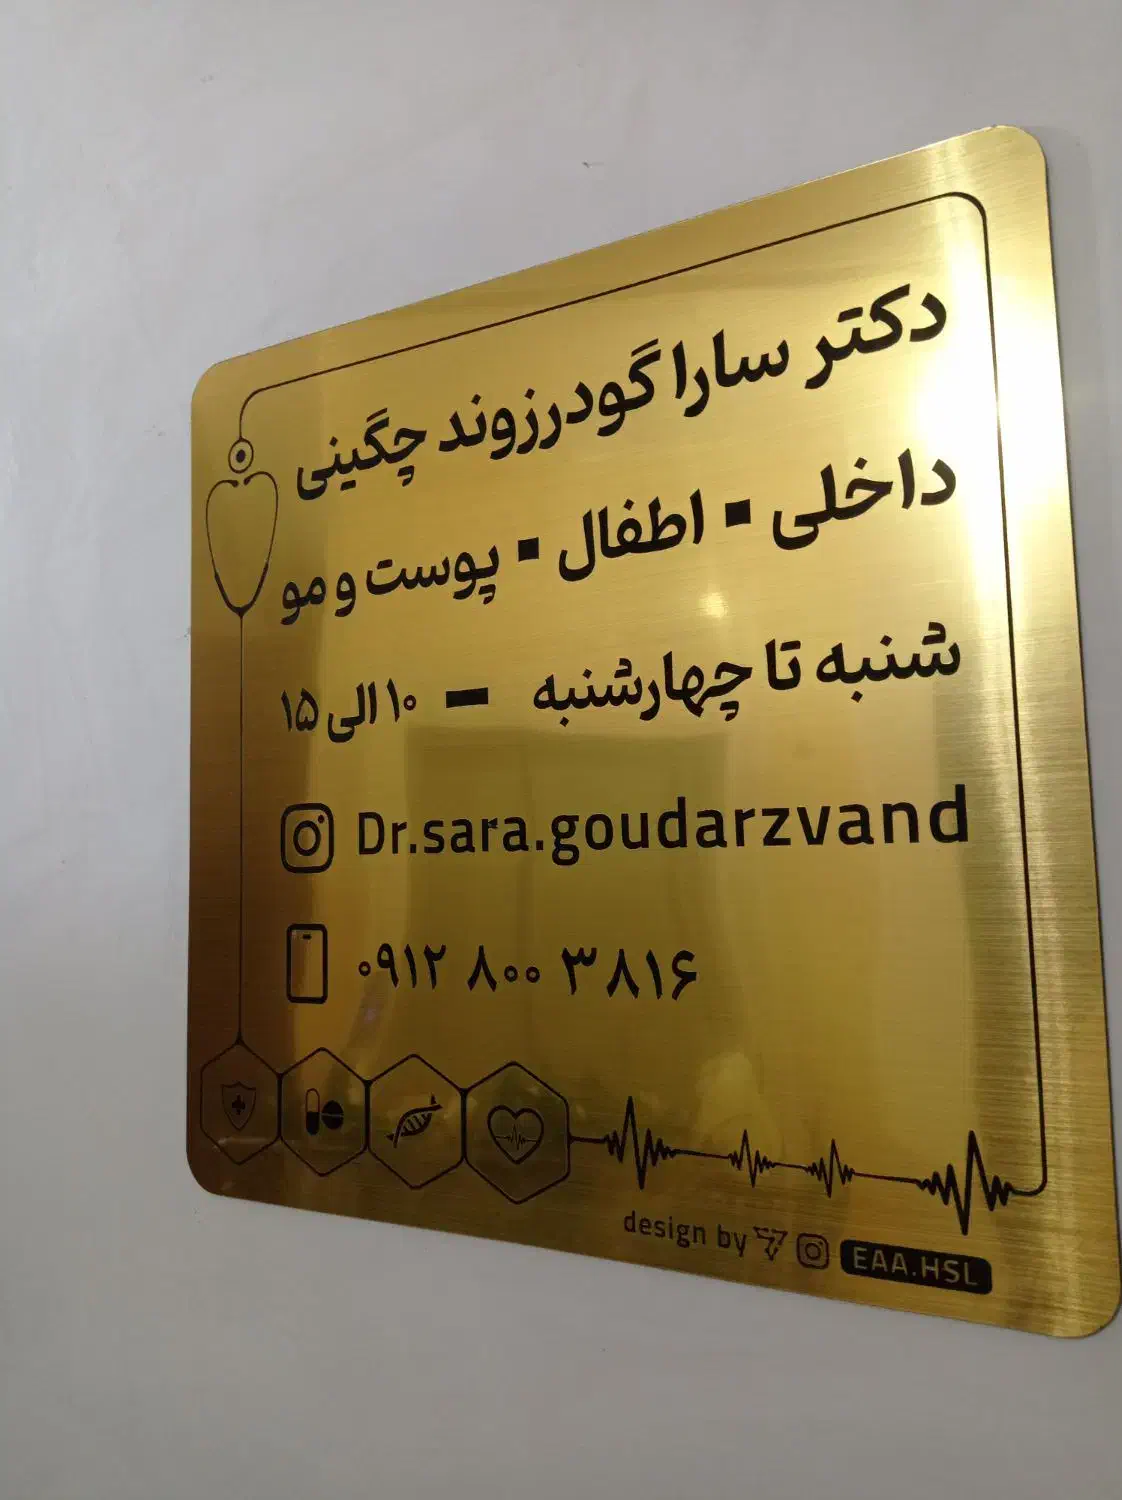 دکتر سارا گودرزوند چگینی
داخلی ▪ اطفال ▪ پوست و مو
شنبه تا چهارشنبه — ۱۰ الی ۱۵
Dr.sara.goudarzvand
۰۹۱۲ ۸۰۰ ۳۸۱۶
design by EAA.HSL